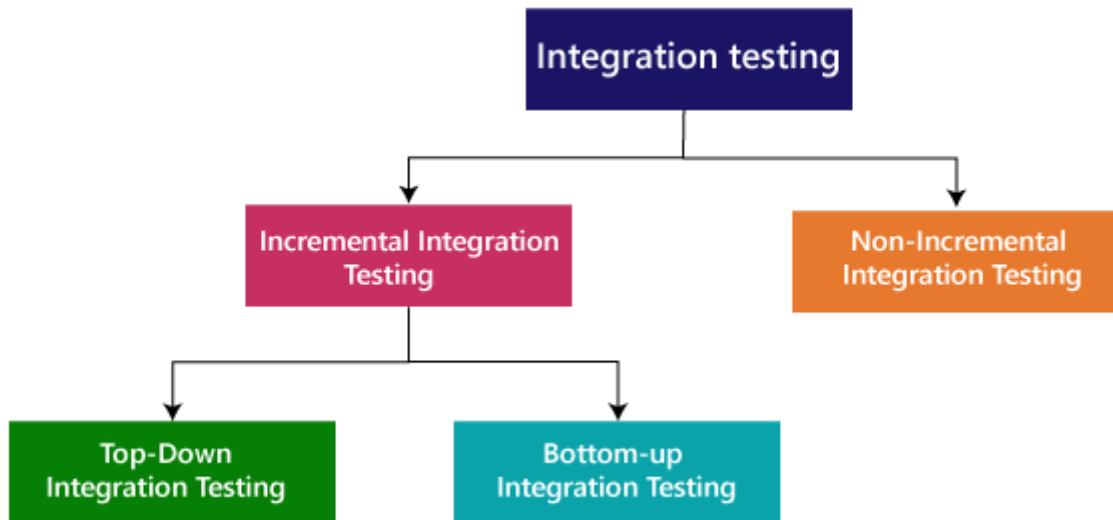 Integration testing
Incremental Integration
Testing
Non-Incremental
Integration Testing
Top-Down
Integration Testing
Bottom-up
Integration Testing